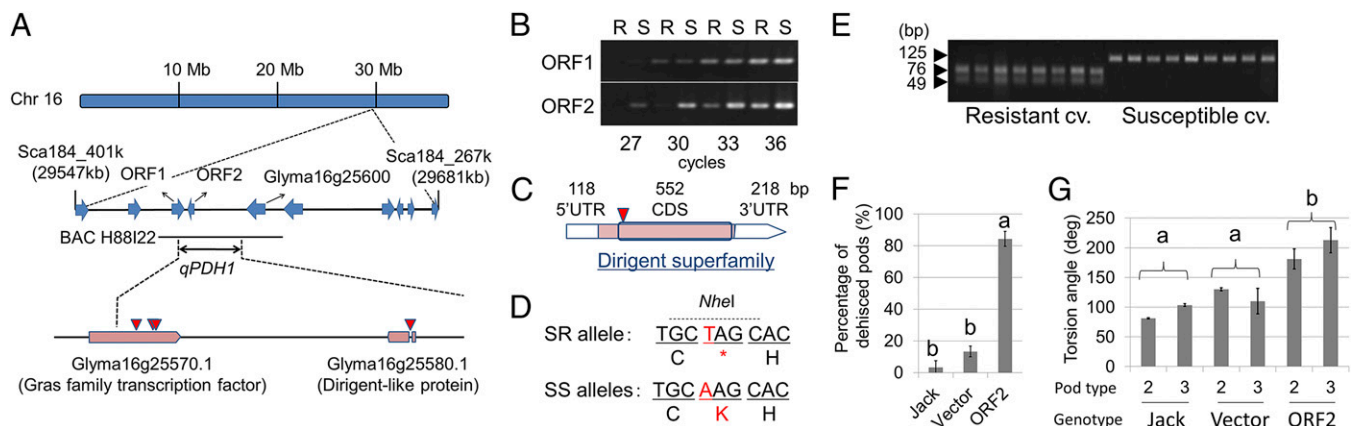 A
10 Mb 20 Mb 30 Mb
Chr 16
Sca184_401k
(29547kb)
ORF1
ORF2
Glyma16g25600
Sca184_267k
(29681kb)
BAC H88I22
qPDH1
Glyma16g25570.1
(Gras family transcription factor)
Glyma16g25580.1
(Dirigent-like protein)
B
R S R S R S R S
ORF1
ORF2
27 30 33 36
cycles
C
118 552 218 bp
5'UTR CDS 3'UTR
Dirigent superfamily
D
NheI
SR allele : TGC TAG CAC
C * H
SS alleles : TGC AAG CAC
C K H
E
(bp)
125
76
49
Resistant cv. Susceptible cv.
F
Percentage of
dehisced pods (%)
100
80
60
40
20
0
b b a
Jack Vector ORF2
G
Torsion angle (deg)
250
200
150
100
50
0
a a b
Pod type 2 3 2 3 2 3
Genotype Jack Vector ORF2